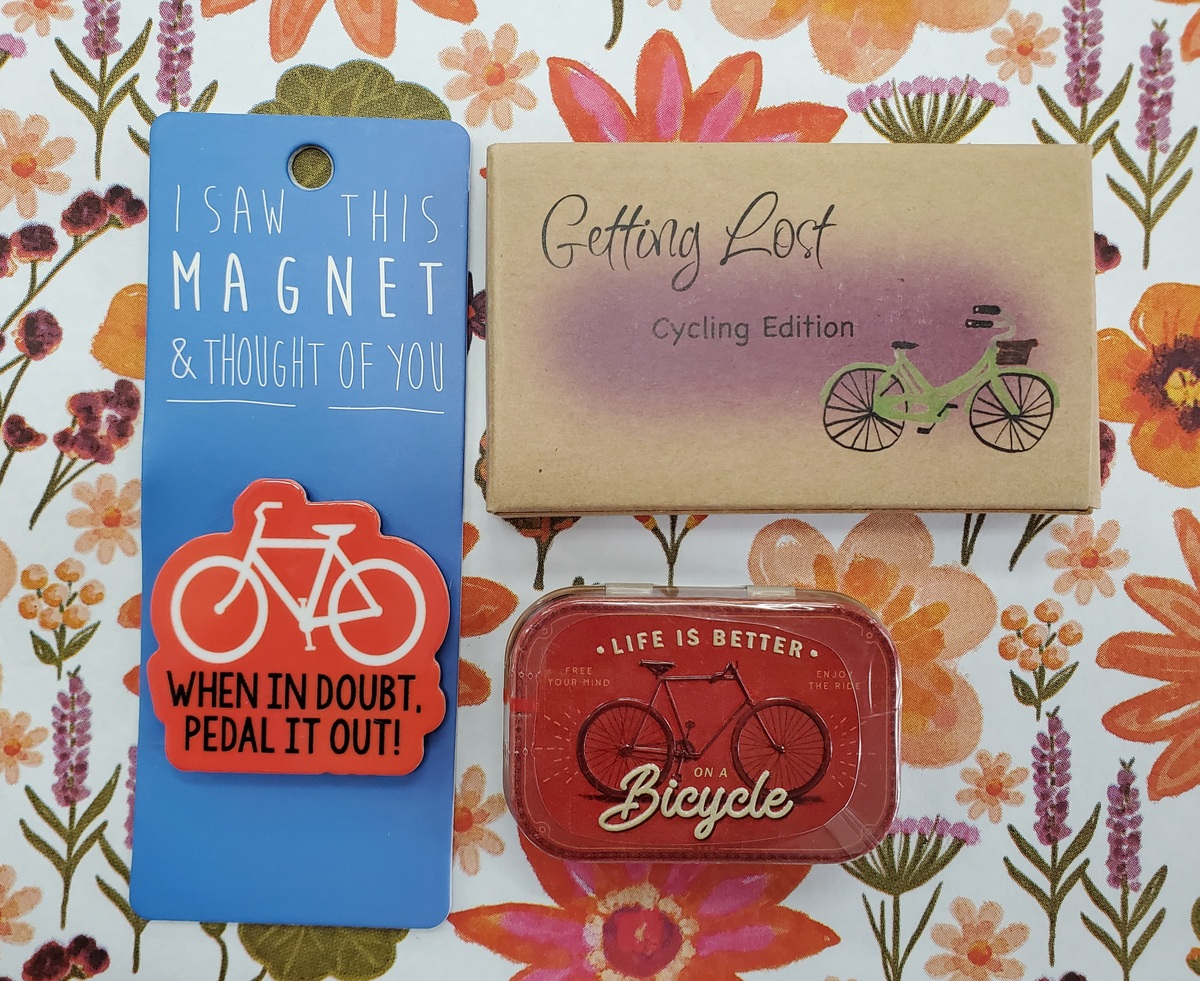 I SAW THIS
MAGNET
& THOUGHT OF YOU
WHEN IN DOUBT,
PEDAL IT OUT!
Getting Lost
Cycling Edition
• LIFE IS BETTER •
FREE
YOUR MIND
ENJOY
THE RIDE
ON A
Bicycle